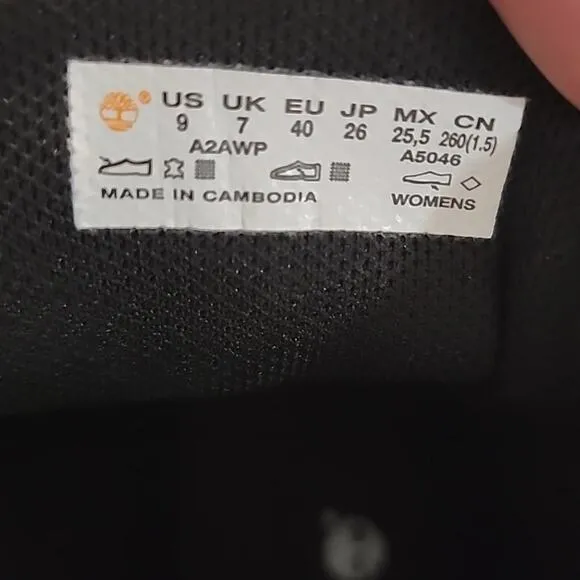 US UK EU JP MX CN
9 7 40 26 25,5 260(1.5)
A2AWP A5046
MADE IN CAMBODIA WOMENS